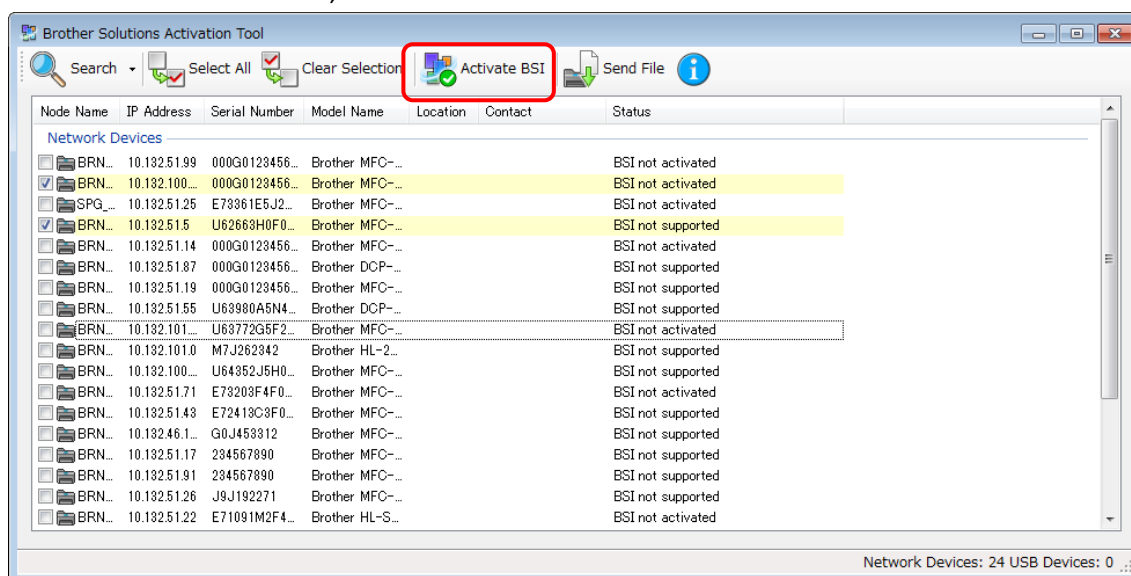 Brother Solutions Activation Tool
Search Select All Clear Selection Activate BSI Send File
Node Name IP Address Serial Number Model Name Location Contact Status
Network Devices
BRN... 10.132.51.99 000G0123456... Brother MFC-... BSI not activated
BRN... 10.132.100.... 000G0123456... Brother MFC-... BSI not activated
SPG_... 10.132.51.25 E73361E5J2... Brother MFC-... BSI not activated
BRN... 10.132.51.5 U62663H0F0... Brother MFC-... BSI not supported
BRN... 10.132.51.14 000G0123456... Brother MFC-... BSI not activated
BRN... 10.132.51.87 000G0123456... Brother DCP-... BSI not supported
BRN... 10.132.51.19 000G0123456... Brother MFC-... BSI not supported
BRN... 10.132.51.55 U63980A5N4... Brother DCP-... BSI not supported
BRN... 10.132.101.... U63772G5F2... Brother MFC-... BSI not activated
BRN... 10.132.101.0 M7J262342 Brother HL-2... BSI not supported
BRN... 10.132.100.... U64352J5H0... Brother MFC-... BSI not supported
BRN... 10.132.51.71 E73203F4F0... Brother MFC-... BSI not activated
BRN... 10.132.51.43 E72413C3F0... Brother MFC-... BSI not supported
BRN... 10.132.46.1... G0J453312 Brother MFC-... BSI not supported
BRN... 10.132.51.17 234567890 Brother MFC-... BSI not supported
BRN... 10.132.51.91 234567890 Brother MFC-... BSI not supported
BRN... 10.132.51.26 J9J192271 Brother MFC-... BSI not supported
BRN... 10.132.51.22 E71091M2F4... Brother HL-S... BSI not activated
Network Devices: 24 USB Devices: 0